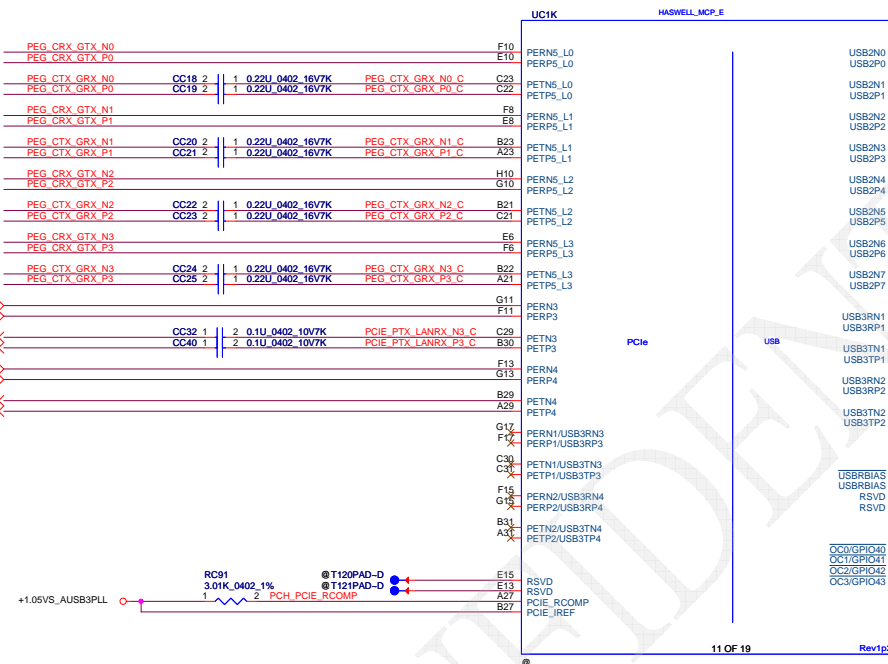 UC1K HASWELL_MCP_E
PEG_CRX_GTX_N0 F10 PERN5_L0 USB2N0
PEG_CRX_GTX_P0 E10 PERP5_L0 USB2P0
PEG_CTX_GRX_N0 CC18 2 1 0.22U_0402_16V7K PEG_CTX_GRX_N0_C C23 PETN5_L0 USB2N1
PEG_CTX_GRX_P0 CC19 2 1 0.22U_0402_16V7K PEG_CTX_GRX_P0_C C22 PETP5_L0 USB2P1
PEG_CRX_GTX_N1 F8 PERN5_L1 USB2N2
PEG_CRX_GTX_P1 E8 PERP5_L1 USB2P2
PEG_CTX_GRX_N1 CC20 2 1 0.22U_0402_16V7K PEG_CTX_GRX_N1_C B23 PETN5_L1 USB2N3
PEG_CTX_GRX_P1 CC21 2 1 0.22U_0402_16V7K PEG_CTX_GRX_P1_C A23 PETP5_L1 USB2P3
PEG_CRX_GTX_N2 H10 PERN5_L2 USB2N4
PEG_CRX_GTX_P2 G10 PERP5_L2 USB2P4
PEG_CTX_GRX_N2 CC22 2 1 0.22U_0402_16V7K PEG_CTX_GRX_N2_C B21 PETN5_L2 USB2N5
PEG_CTX_GRX_P2 CC23 2 1 0.22U_0402_16V7K PEG_CTX_GRX_P2_C C21 PETP5_L2 USB2P5
PEG_CRX_GTX_N3 E6 PERN5_L3 USB2N6
PEG_CRX_GTX_P3 F6 PERP5_L3 USB2P6
PEG_CTX_GRX_N3 CC24 2 1 0.22U_0402_16V7K PEG_CTX_GRX_N3_C B22 PETN5_L3 USB2N7
PEG_CTX_GRX_P3 CC25 2 1 0.22U_0402_16V7K PEG_CTX_GRX_P3_C A21 PETP5_L3 USB2P7
G11 PERN3
F11 PERP3 USB3RN1
USB3RP1
CC32 1 2 0.1U_0402_10V7K PCIE_PTX_LANRX_N3_C C29 PETN3
CC40 1 2 0.1U_0402_10V7K PCIE_PTX_LANRX_P3_C B30 PETP3 PCIe USB USB3TN1
USB3TP1
F13 PERN4
G13 PERP4 USB3RN2
USB3RP2
B29 PETN4
A29 PETP4 USB3TN2
USB3TP2
G17 PERN1/USB3RN3
F17 PERP1/USB3RP3
C30 PETN1/USB3TN3
C31 PETP1/USB3TP3 USBRBIAS
USBRBIAS
F15 PERN2/USB3RN4 RSVD
G15 PERP2/USB3RP4 RSVD
B31 PETN2/USB3TN4
A31 PETP2/USB3TP4
OC0/GPIO40
OC1/GPIO41
OC2/GPIO42
RC91 @T120PAD~D E15 RSVD OC3/GPIO43
3.01K_0402_1% @T121PAD~D E13 RSVD
+1.05VS_AUSB3PLL 1 2 PCH_PCIE_RCOMP A27 PCIE_RCOMP
B27 PCIE_IREF
11 OF 19
@